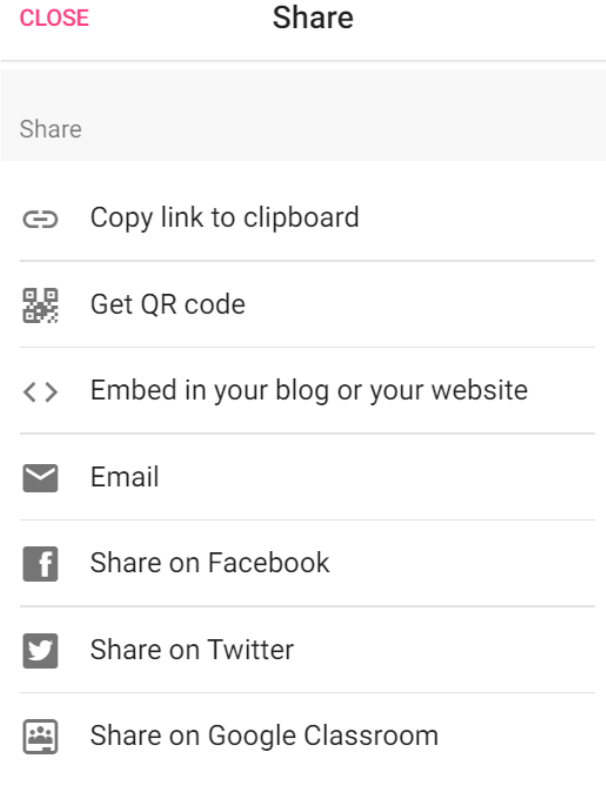 CLOSE Share
Share
Copy link to clipboard
Get QR code
Embed in your blog or your website
Email
Share on Facebook
Share on Twitter
Share on Google Classroom